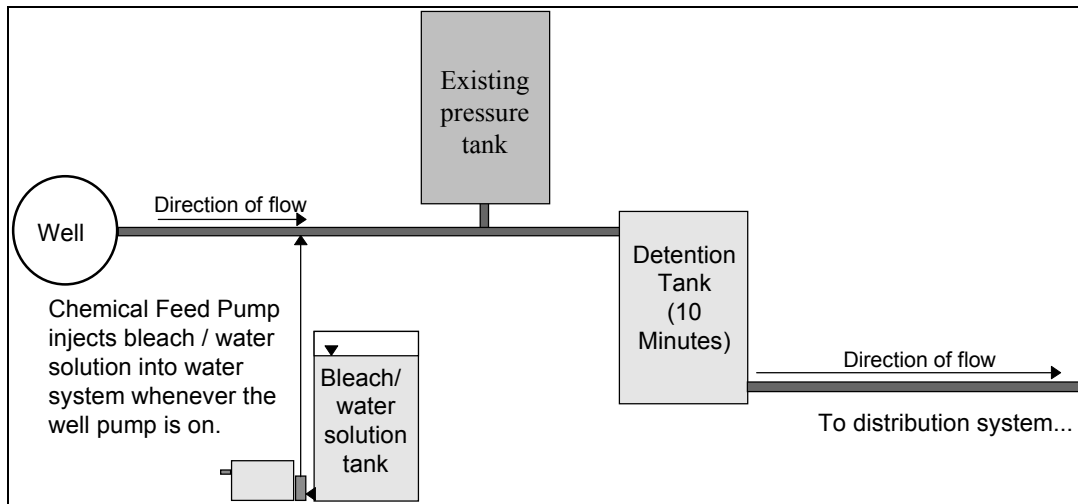 Existing
pressure
tank
Direction of flow
Well
Detention
Tank
(10
Minutes)
Chemical Feed Pump
injects bleach / water
solution into water
system whenever the
well pump is on.
Bleach/
water
solution
tank
Direction of flow
To distribution system...